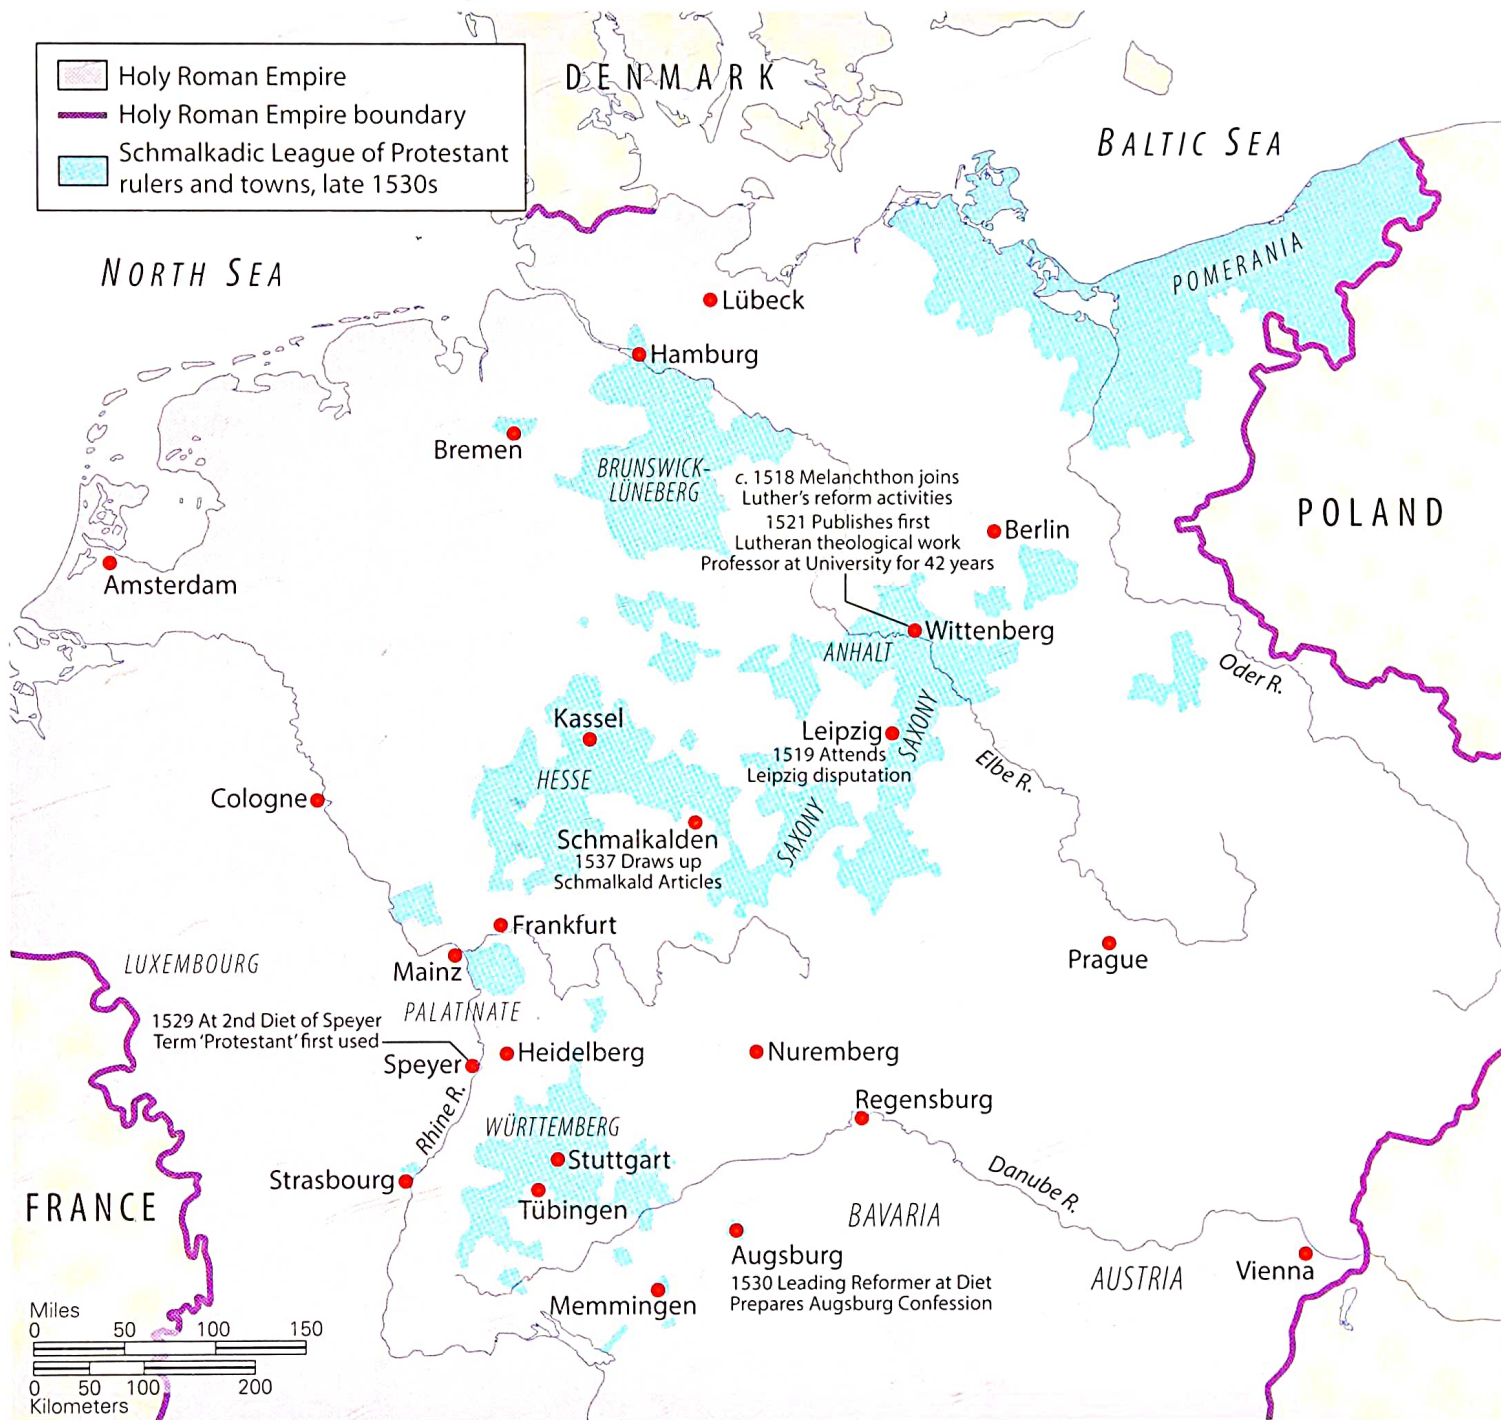 Holy Roman Empire
Holy Roman Empire boundary
Schmalkadic League of Protestant
rulers and towns, late 1530s
DENMARK
BALTIC SEA
NORTH SEA
POMERANIA
Lübeck
Hamburg
Bremen
BRUNSWICK-
LÜNEBERG
c. 1518 Melanchthon joins
Luther's reform activities
1521 Publishes first
Lutheran theological work
Professor at University for 42 years
Berlin
POLAND
Amsterdam
Wittenberg
ANHALT
Oder R.
Kassel
Leipzig
1519 Attends
Leipzig disputation
SAXONY
Elbe R.
HESSE
Cologne
SAXONY
Schmalkalden
1537 Draws up
Schmalkald Articles
Frankfurt
Prague
LUXEMBOURG
Mainz
PALATINATE
1529 At 2nd Diet of Speyer
Term 'Protestant' first used
Speyer
Heidelberg
Nuremberg
Rhine R.
Regensburg
WÜRTTEMBERG
Stuttgart
Danube R.
Strasbourg
Tübingen
FRANCE
BAVARIA
Augsburg
1530 Leading Reformer at Diet
Prepares Augsburg Confession
AUSTRIA
Vienna
Memmingen
Miles
0 50 100 150
0 50 100 200
Kilometers